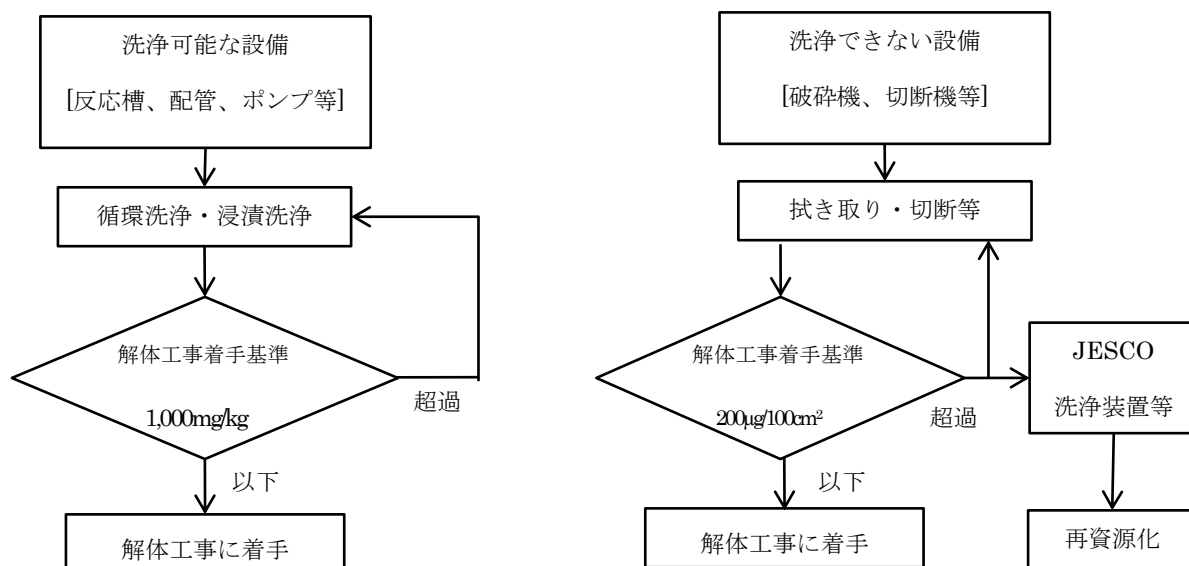 洗浄可能な設備
[反応槽、配管、ポンプ等]
循環洗浄・浸漬洗浄
解体工事着手基準
1,000mg/kg
超過
以下
解体工事に着手
洗浄できない設備
[破砕機、切断機等]
拭き取り・切断等
解体工事着手基準
200μg/100cm²
超過
以下
解体工事に着手
JESCO
洗浄装置等
再資源化